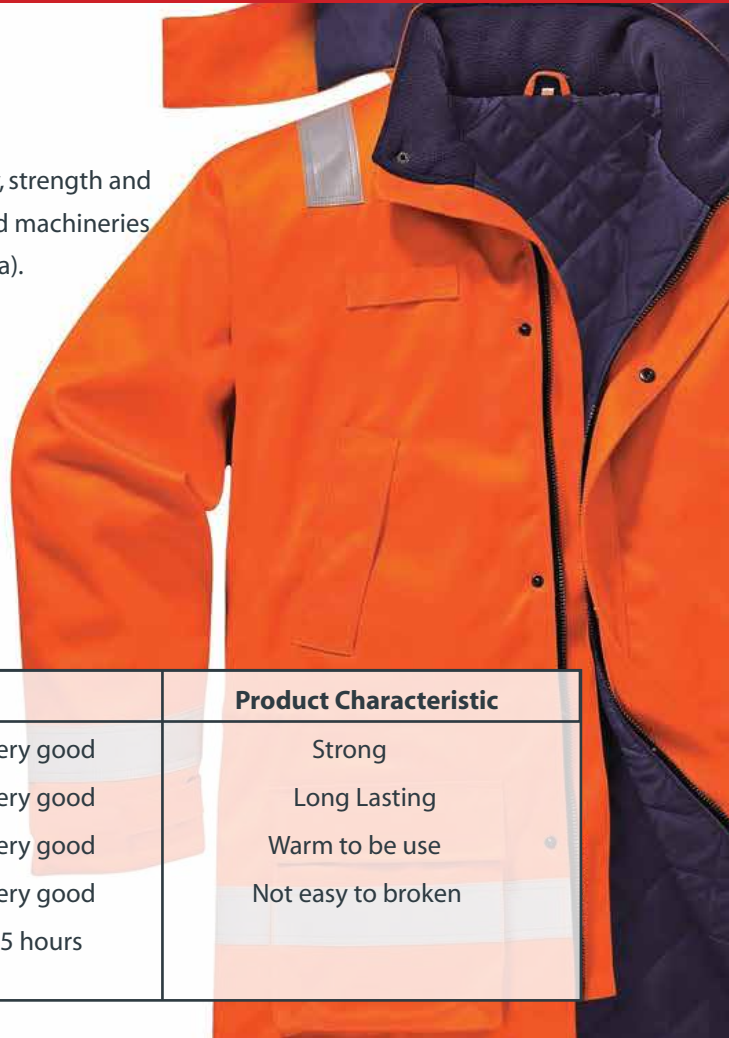 , strength and
d machineries
a).
Product Characteristic
ery good Strong
ery good Long Lasting
ery good Warm to be use
ery good Not easy to broken
5 hours